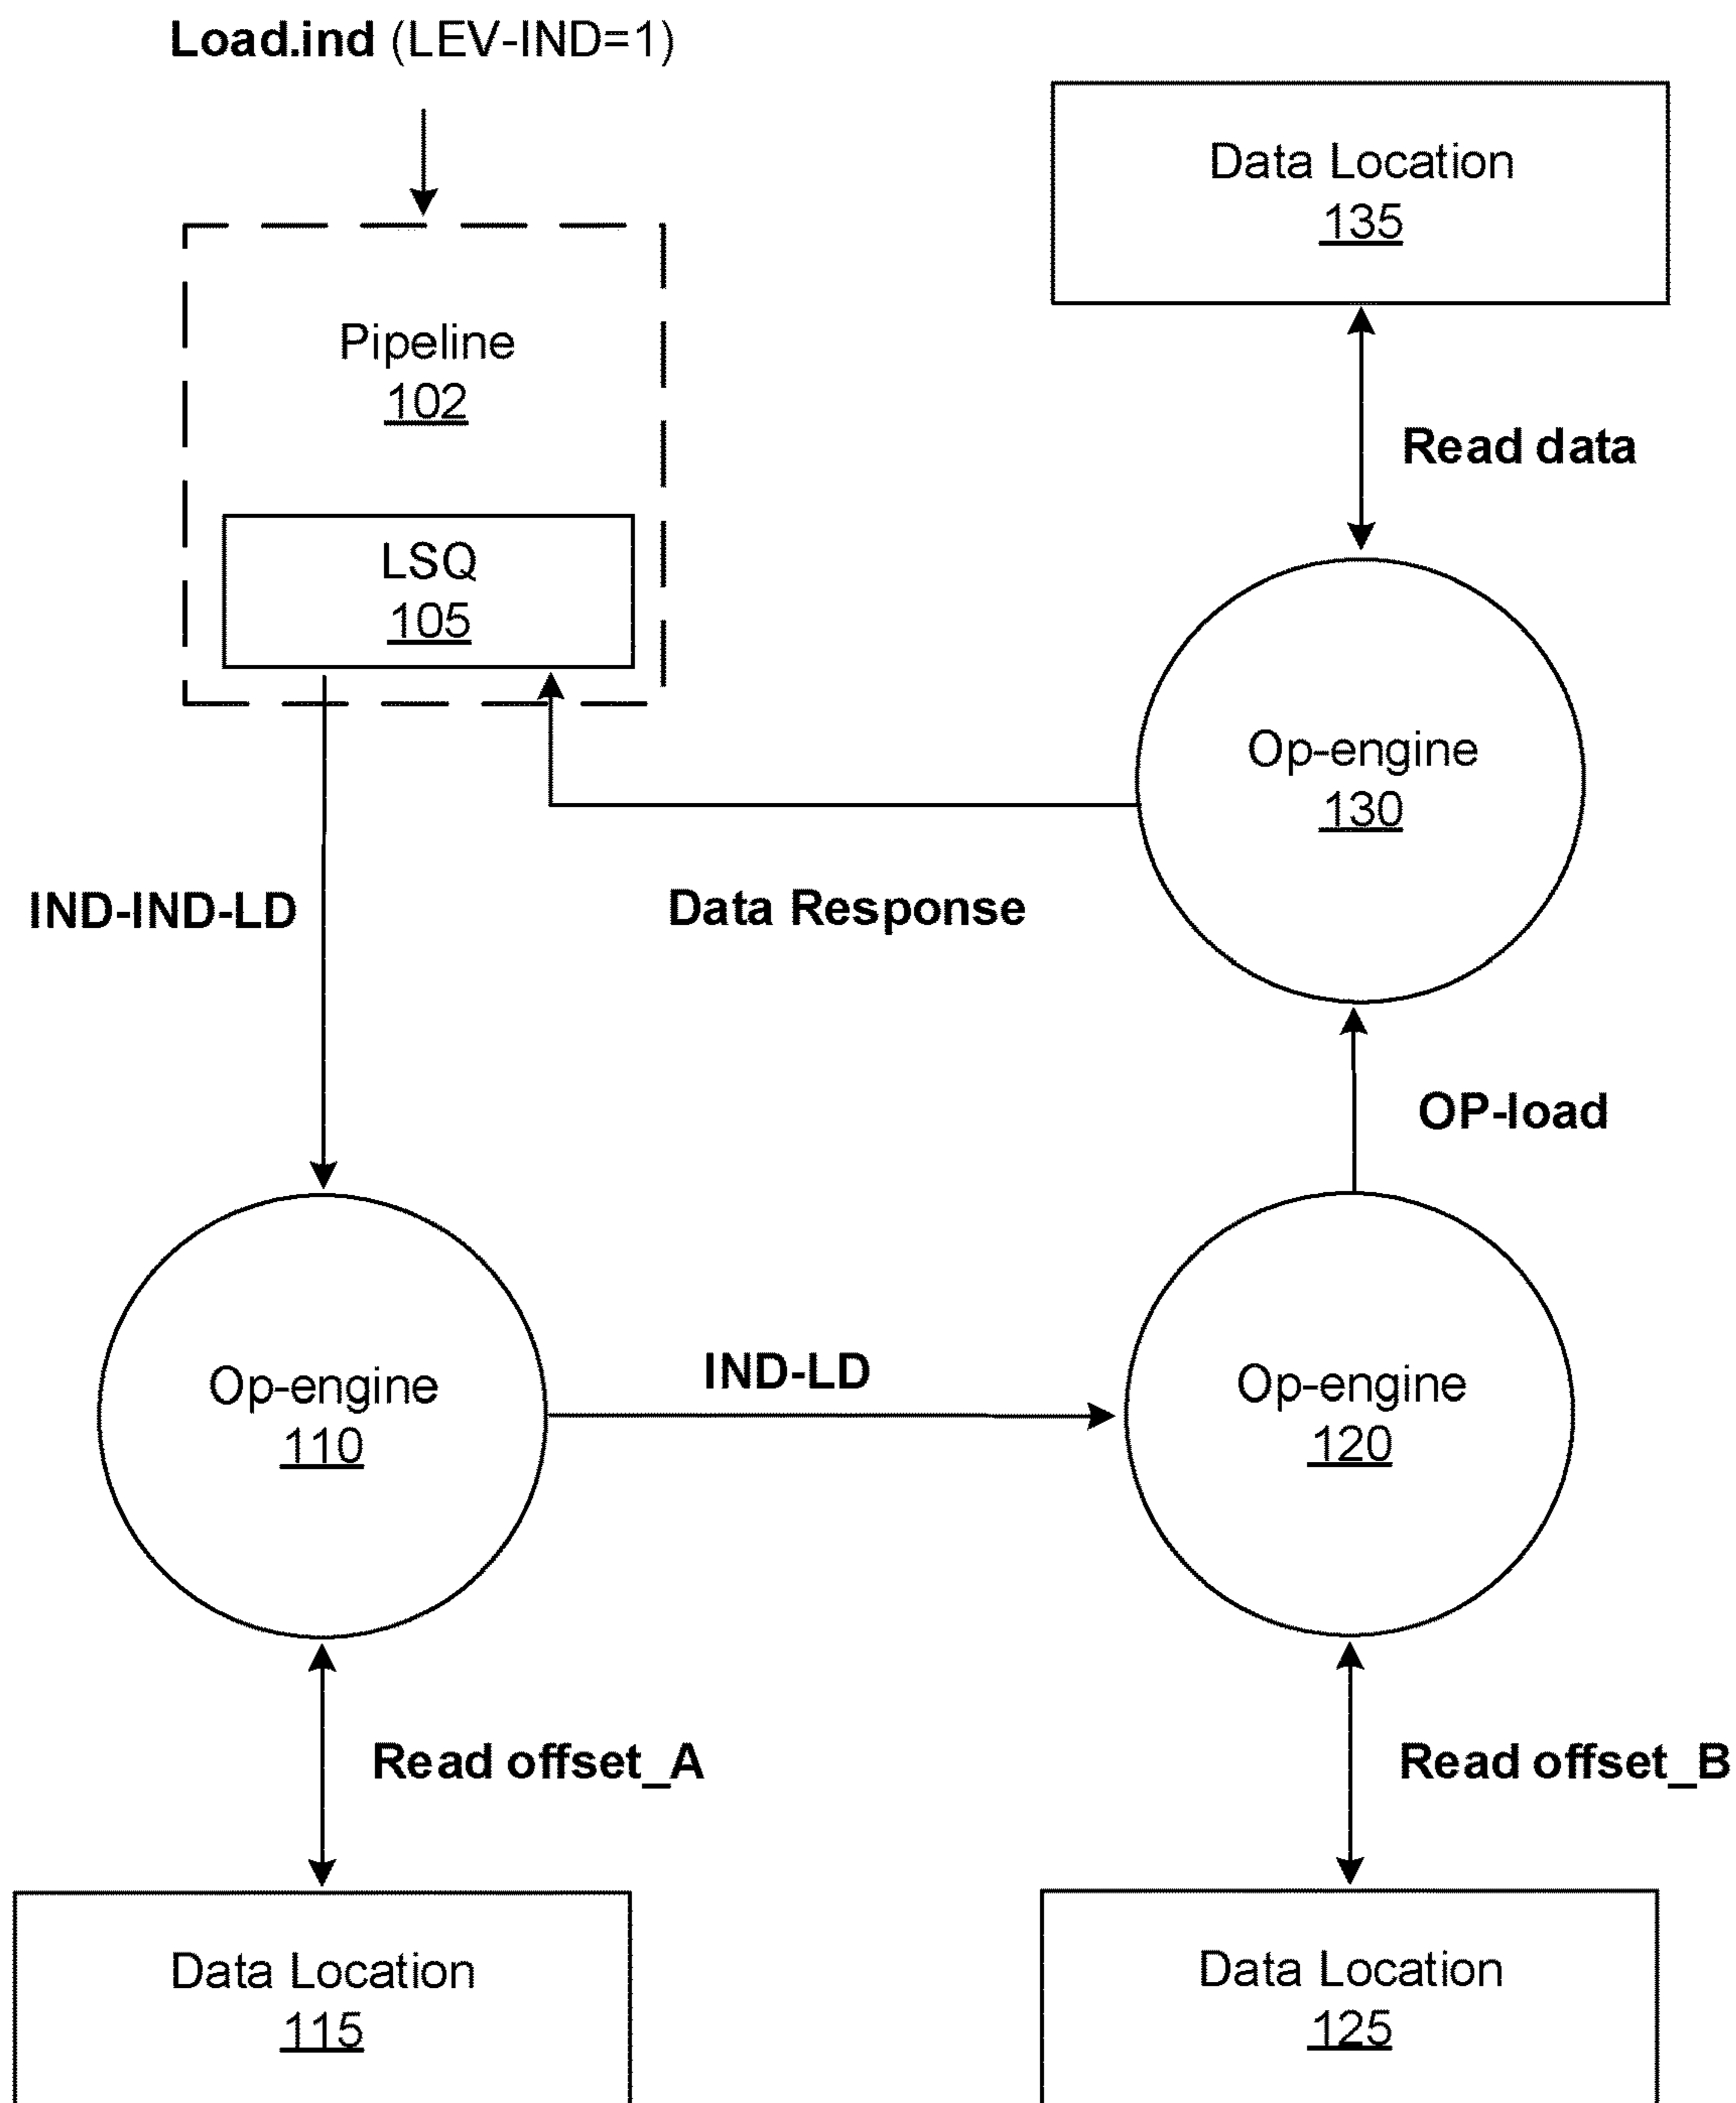 Load.ind (LEV-IND=1)
Data Location
135
Pipeline
102
Read data
LSQ
105
Op-engine
130
IND-IND-LD
Data Response
OP-load
IND-LD
Op-engine
110
Op-engine
120
Read offset_A
Read offset_B
Data Location
115
Data Location
125